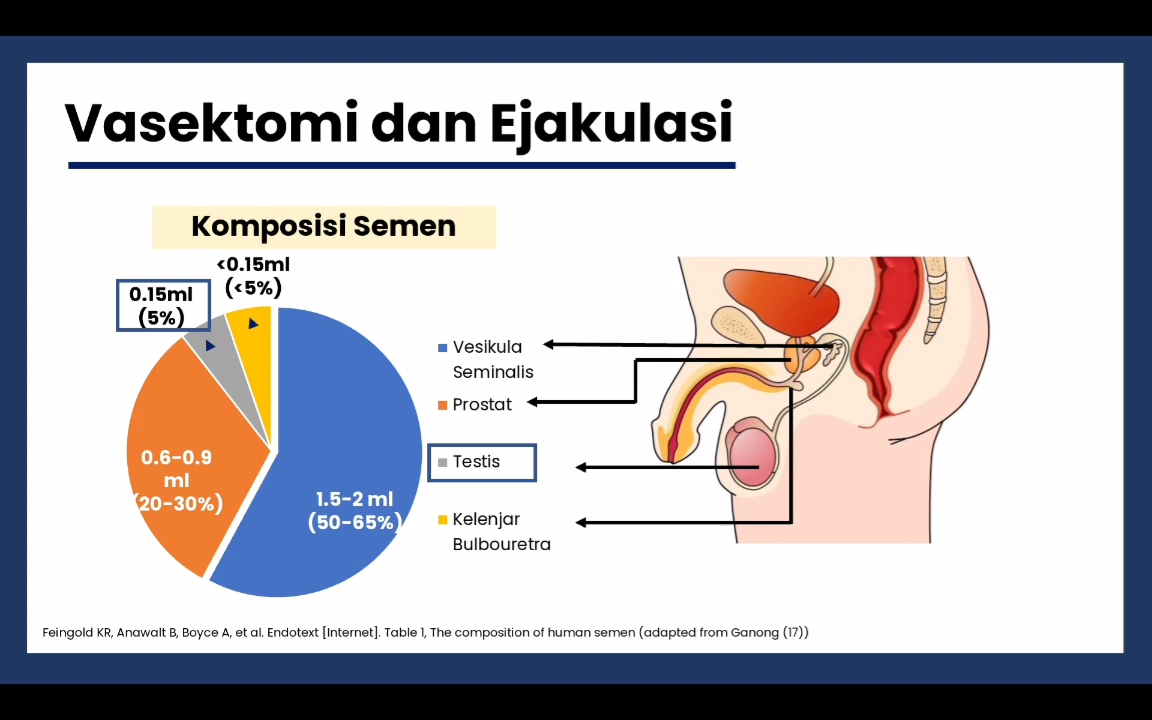 Vasektomi dan Ejakulasi
Komposisi Semen
<0.15ml
(<5%)
0.15ml
(5%)
0.6-0.9
ml
(20-30%)
1.5-2 ml
(50-65%)
Vesikula
Seminalis
Prostat
Testis
Kelenjar
Bulbouretra
Feingold KR, Anawalt B, Boyce A, et al. Endotext [Internet]. Table 1, The composition of human semen (adapted from Ganong (17))